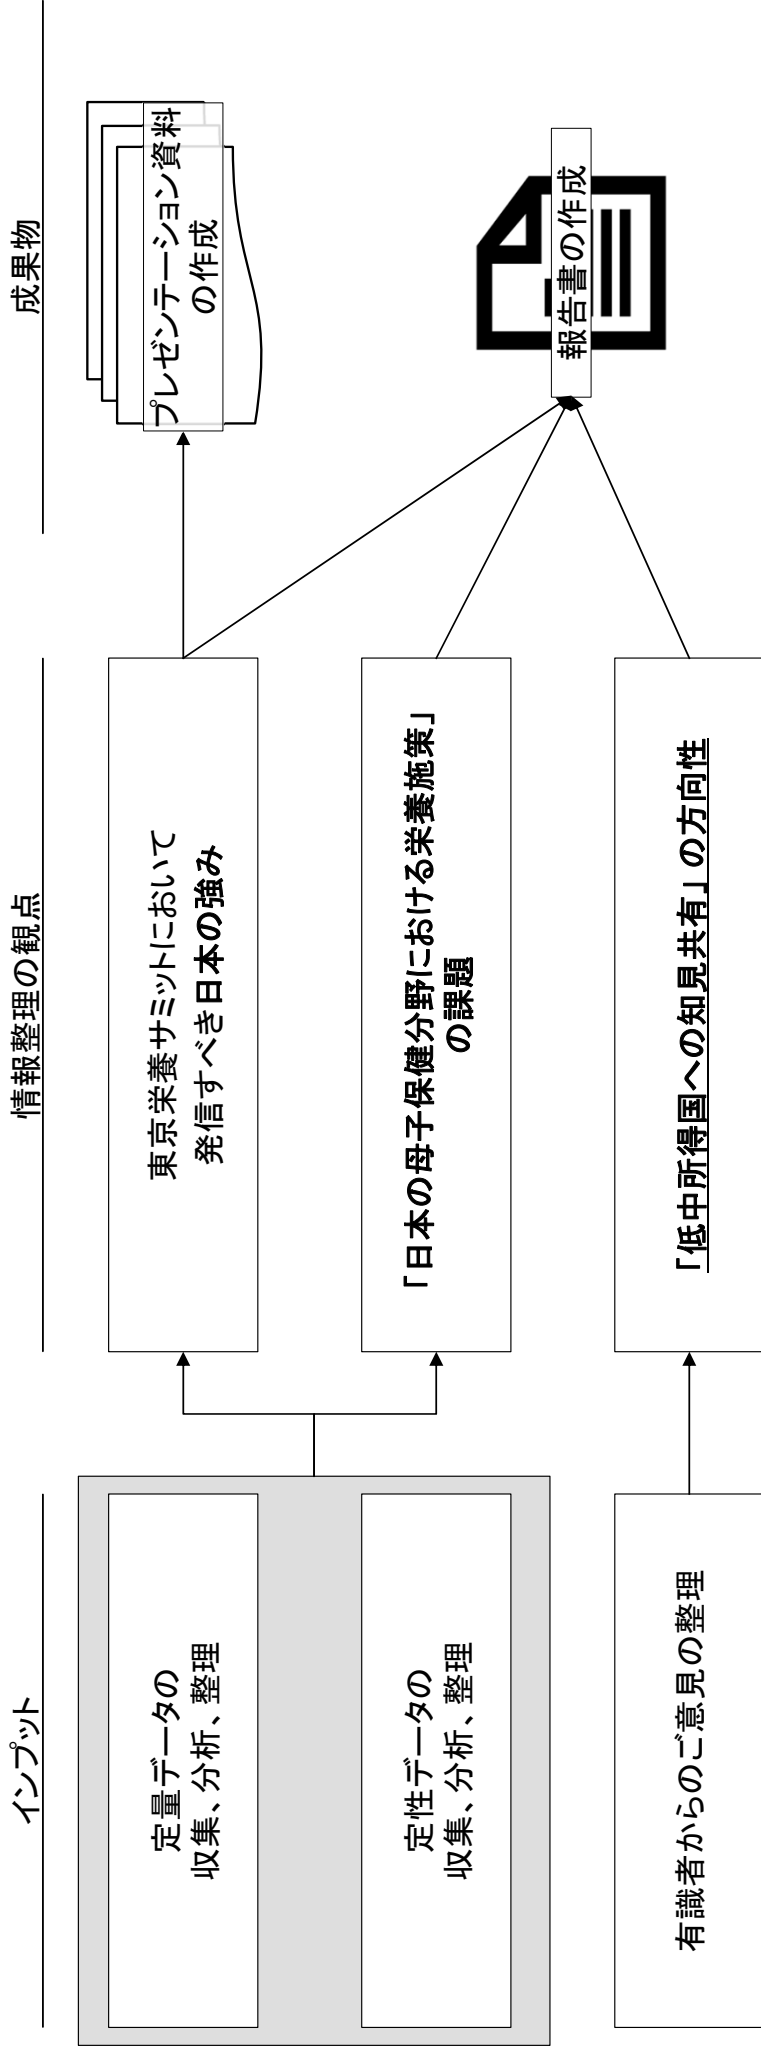 インプット
情報整理の観点
成果物
定量データの
収集、分析、整理
東京栄養サミットにおいて
発信すべき日本の強み
プレゼンテーション資料
の作成
定性データの
収集、分析、整理
「日本の母子保健分野における栄養施策」
の課題
報告書の作成
有識者からのご意見の整理
「低中所得国への知見共有」の方向性